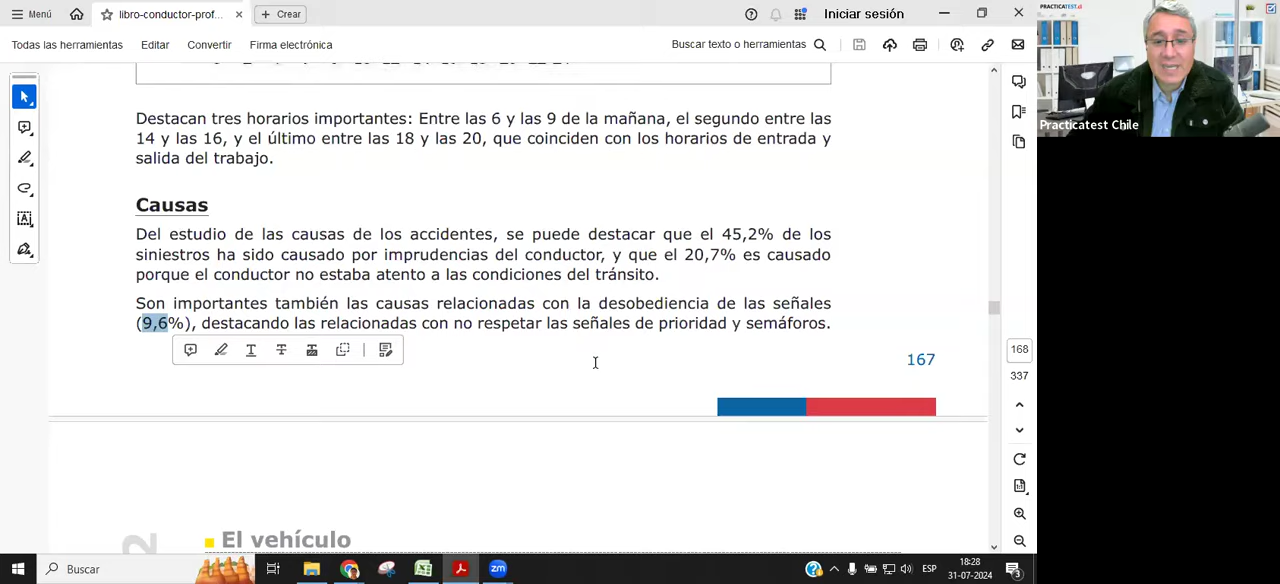 Menú
libro-conductor-prof...
Crear
Iniciar sesión
Todas las herramientas
Editar
Convertir
Firma electrónica
Buscar texto o herramientas
PRACTICATEST.cl
Practicatest Chile
Destacan tres horarios importantes: Entre las 6 y las 9 de la mañana, el segundo entre las
14 y las 16, y el último entre las 18 y las 20, que coinciden con los horarios de entrada y
salida del trabajo.
Causas
Del estudio de las causas de los accidentes, se puede destacar que el 45,2% de los
siniestros ha sido causado por imprudencias del conductor, y que el 20,7% es causado
porque el conductor no estaba atento a las condiciones del tránsito.
Son importantes también las causas relacionadas con la desobediencia de las señales
(9,6%), destacando las relacionadas con no respetar las señales de prioridad y semáforos.
167
168
337
El vehículo
Buscar
ESP
18:28
31-07-2024
3